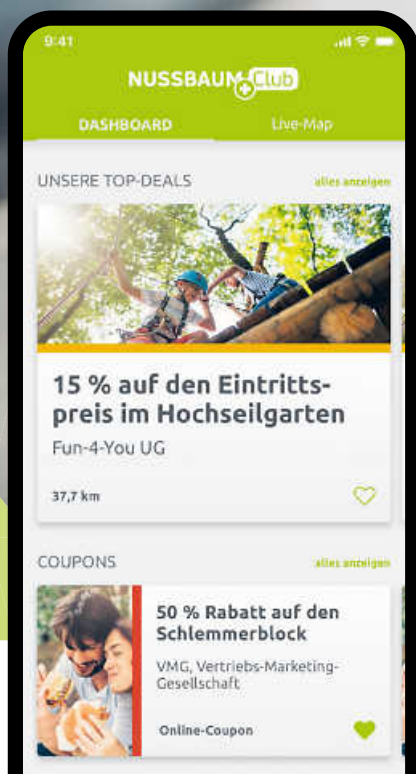 9:41
NUSSBAUM Club
DASHBOARD Live-Map
UNSERE TOP-DEALS alles anzeigen
15 % auf den Eintritts-
preis im Hochseilgarten
Fun-4-You UG
37,7 km
COUPONS alles anzeigen
50 % Rabatt auf den
Schlemmerblock
VMG, Vertriebs-Marketing-
Gesellschaft
Online-Coupon